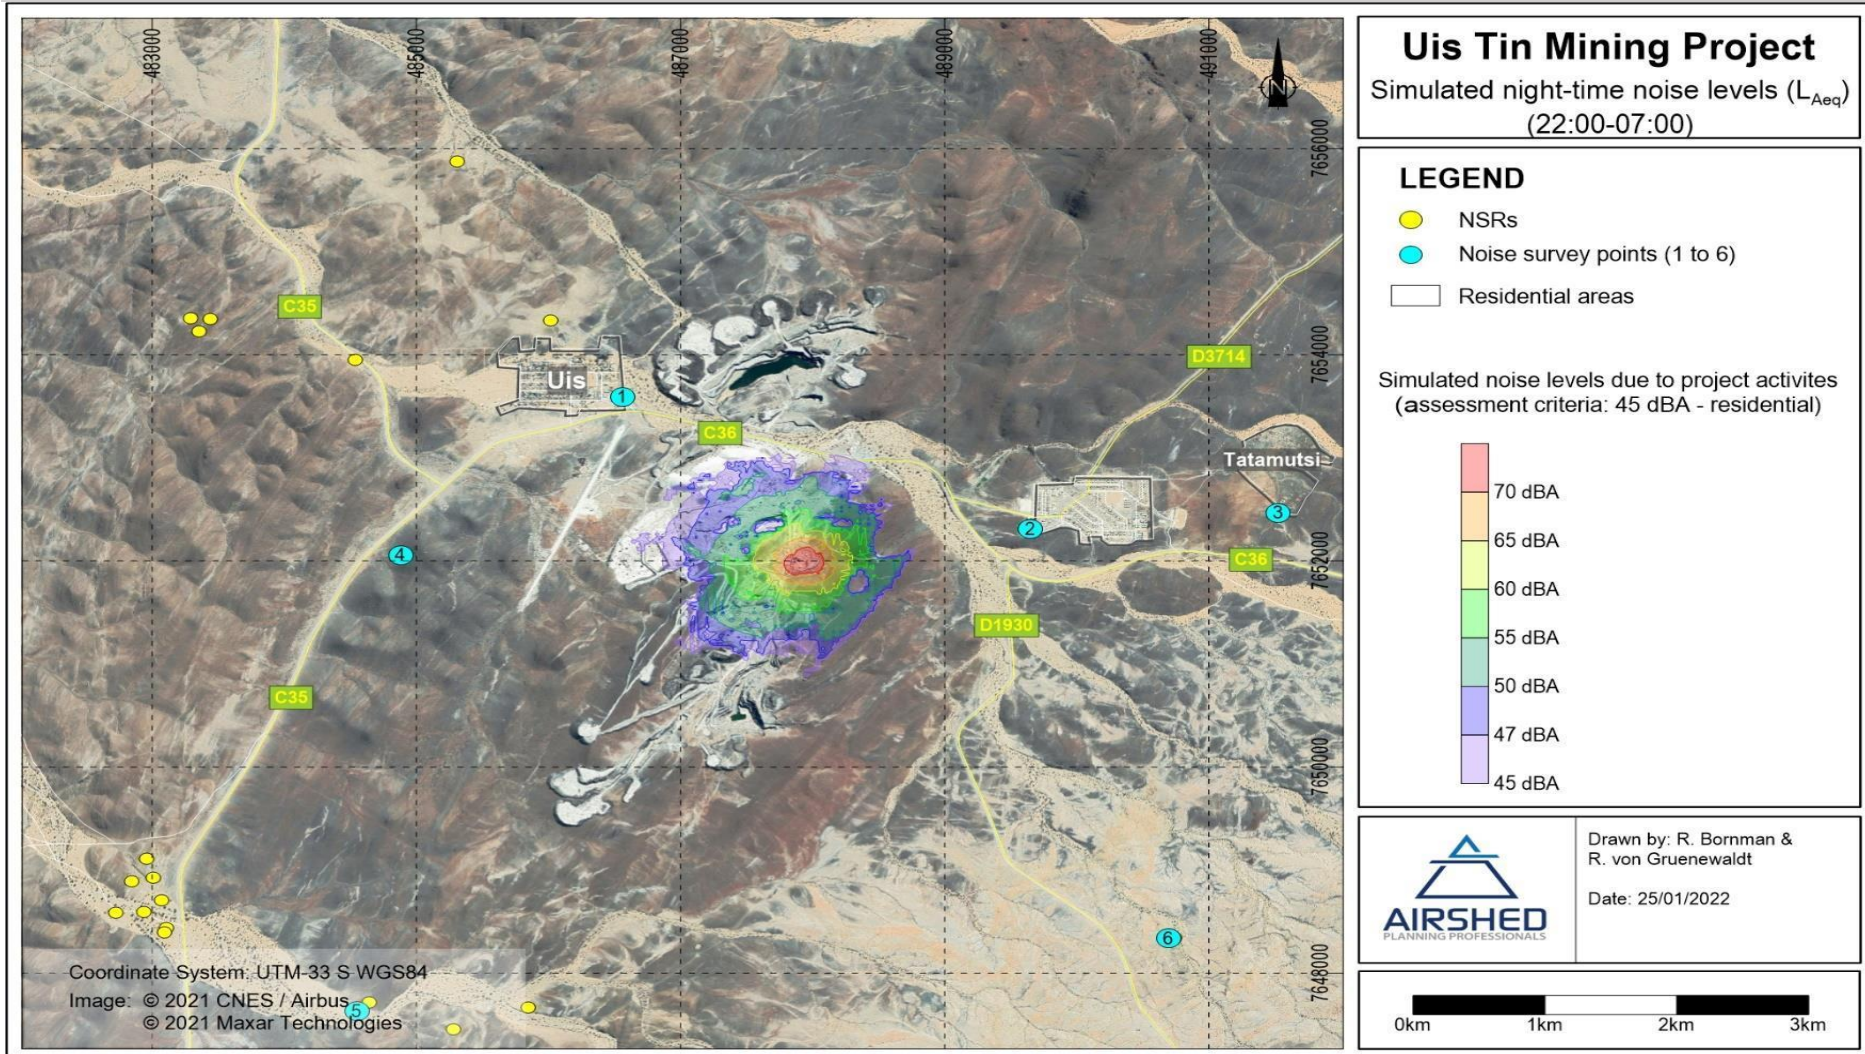 Uis Tin Mining Project
Simulated night-time noise levels (LAeq)
(22:00-07:00)
LEGEND
NSRs
Noise survey points (1 to 6)
Residential areas
Simulated noise levels due to project activites
(assessment criteria: 45 dBA - residential)
70 dBA
65 dBA
60 dBA
55 dBA
50 dBA
47 dBA
45 dBA
AIRSHED
PLANNING PROFESSIONALS
Drawn by: R. Bornman &
R. von Gruenewaldt
Date: 25/01/2022
0km 1km 2km 3km
483000 485000 487000 489000 491000
N
7656000
C35
7654000
D3714
Uis
1
C36
Tatamutsi
2
3
4
7652000
C36
D1930
C35
7650000
6
7648000
Coordinate System: UTM-33 S WGS84
Image: © 2021 CNES / Airbus
5
© 2021 Maxar Technologies